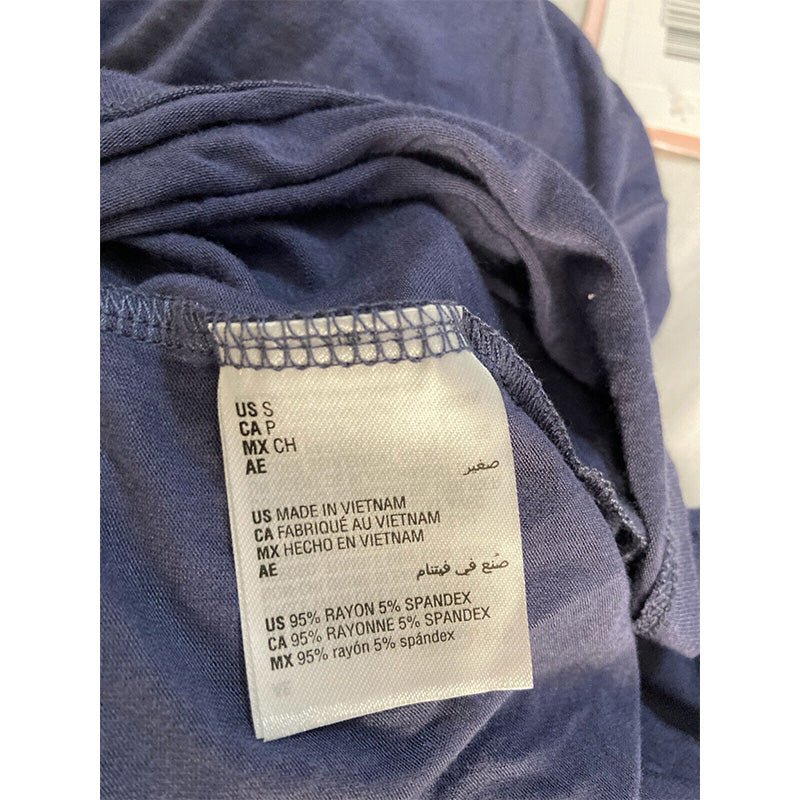 US S
CA P
MX CH
AE صغير
US MADE IN VIETNAM
CA FABRIQUÉ AU VIETNAM
MX HECHO EN VIETNAM
AE صُنع في فيتنام
US 95% RAYON 5% SPANDEX
CA 95% RAYONNE 5% SPANDEX
MX 95% rayón 5% spándex